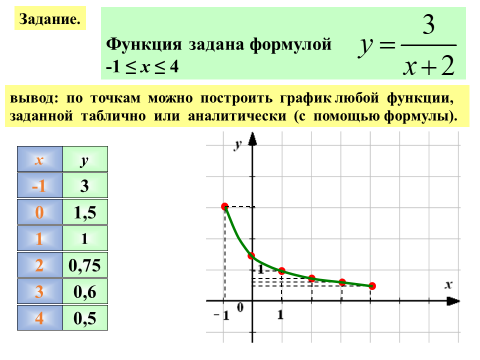 Задание.
Функция задана формулой
-1 ≤ x ≤ 4
y = 3/(x+2)
вывод: по точкам можно построить график любой функции,
заданной таблично или аналитически (с помощью формулы).
x y
-1 3
0 1,5
1 1
2 0,75
3 0,6
4 0,5
y
1
x
0
-1 1